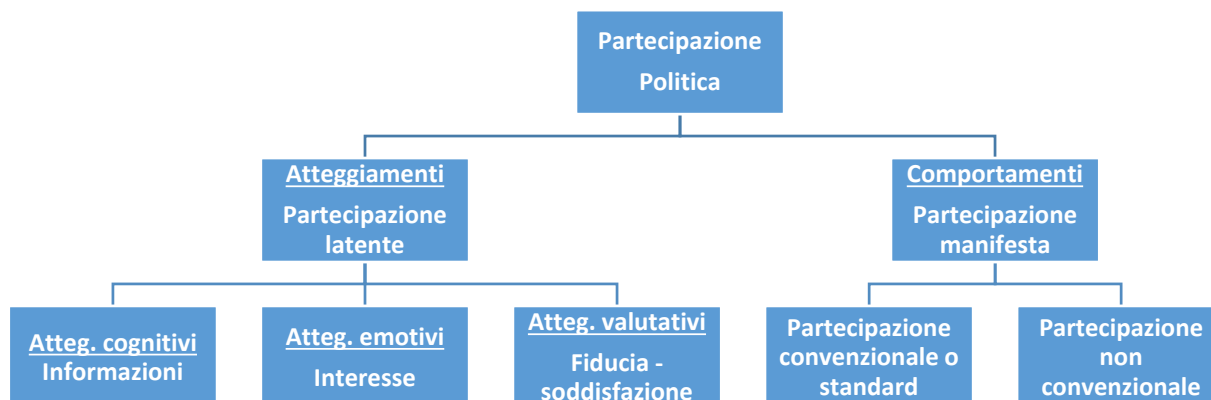 Partecipazione
Politica
Atteggiamenti
Partecipazione
latente
Comportamenti
Partecipazione
manifesta
Atteg. cognitivi
Informazioni
Atteg. emotivi
Interesse
Atteg. valutativi
Fiducia -
soddisfazione
Partecipazione
convenzionale o
standard
Partecipazione
non
convenzionale